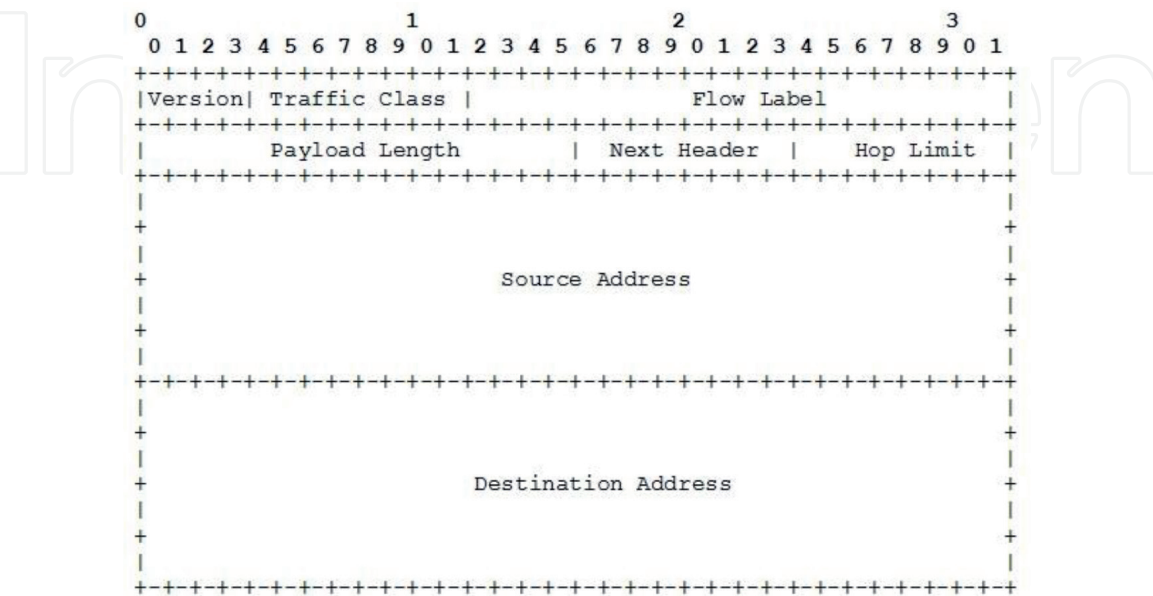 0                   1                   2                   3
0 1 2 3 4 5 6 7 8 9 0 1 2 3 4 5 6 7 8 9 0 1 2 3 4 5 6 7 8 9 0 1
+-+-+-+-+-+-+-+-+-+-+-+-+-+-+-+-+-+-+-+-+-+-+-+-+-+-+-+-+-+-+-+-+
|Version| Traffic Class |           Flow Label                  |
+-+-+-+-+-+-+-+-+-+-+-+-+-+-+-+-+-+-+-+-+-+-+-+-+-+-+-+-+-+-+-+-+
|         Payload Length        |  Next Header  |   Hop Limit   |
+-+-+-+-+-+-+-+-+-+-+-+-+-+-+-+-+-+-+-+-+-+-+-+-+-+-+-+-+-+-+-+-+
|                                                               |
+                                                               +
|                                                               |
+                         Source Address                        +
|                                                               |
+                                                               +
|                                                               |
+-+-+-+-+-+-+-+-+-+-+-+-+-+-+-+-+-+-+-+-+-+-+-+-+-+-+-+-+-+-+-+-+
|                                                               |
+                                                               +
|                                                               |
+                      Destination Address                      +
|                                                               |
+                                                               +
|                                                               |
+-+-+-+-+-+-+-+-+-+-+-+-+-+-+-+-+-+-+-+-+-+-+-+-+-+-+-+-+-+-+-+-+